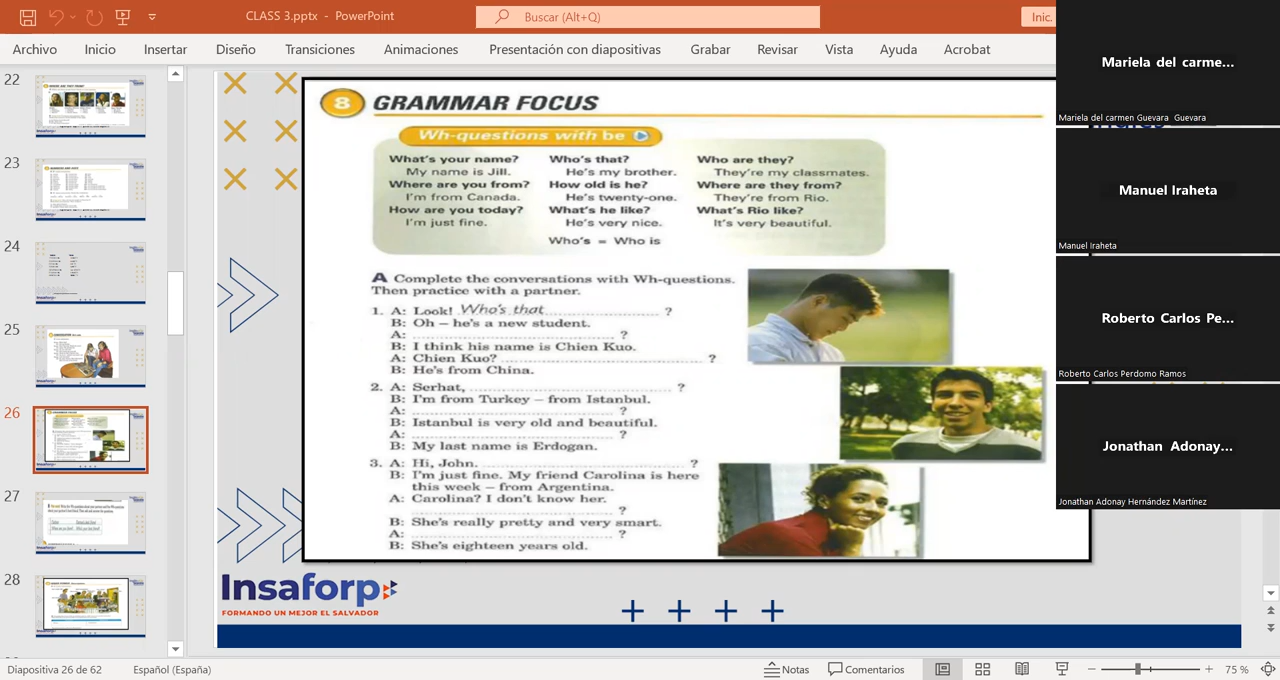 CLASS 3.pptx - PowerPoint
Buscar (Alt+Q)
Inic.
Archivo Inicio Insertar Diseño Transiciones Animaciones Presentación con diapositivas Grabar Revisar Vista Ayuda Acrobat
22
23
24
25
26
27
28
8 GRAMMAR FOCUS
Wh-questions with be
What's your name? Who's that? Who are they?
My name is Jill. He's my brother. They're my classmates.
Where are you from? How old is he? Where are they from?
I'm from Canada. He's twenty-one. They're from Rio.
How are you today? What's he like? What's Rio like?
I'm just fine. He's very nice. It's very beautiful.
Who's = Who is
A Complete the conversations with Wh-questions.
Then practice with a partner.
1. A: Look! Who's that ?
B: Oh – he's a new student.
A: ?
B: I think his name is Chien Kuo.
A: Chien Kuo? ?
B: He's from China.
2. A: Serhat, ?
B: I'm from Turkey – from Istanbul.
A: ?
B: Istanbul is very old and beautiful.
A: ?
B: My last name is Erdogan.
3. A: Hi, John. ?
B: I'm just fine. My friend Carolina is here
this week – from Argentina.
A: Carolina? I don't know her.
?
B: She's really pretty and very smart.
A: ?
B: She's eighteen years old.
Insaforp
FORMANDO UN MEJOR EL SALVADOR
Mariela del carme...
Mariela del carmen Guevara Guevara
Manuel Iraheta
Manuel Iraheta
Roberto Carlos Pe...
Roberto Carlos Perdomo Ramos
Jonathan Adonay...
Jonathan Adonay Hernández Martínez
Diapositiva 26 de 62 Español (España) Notas Comentarios 75 %